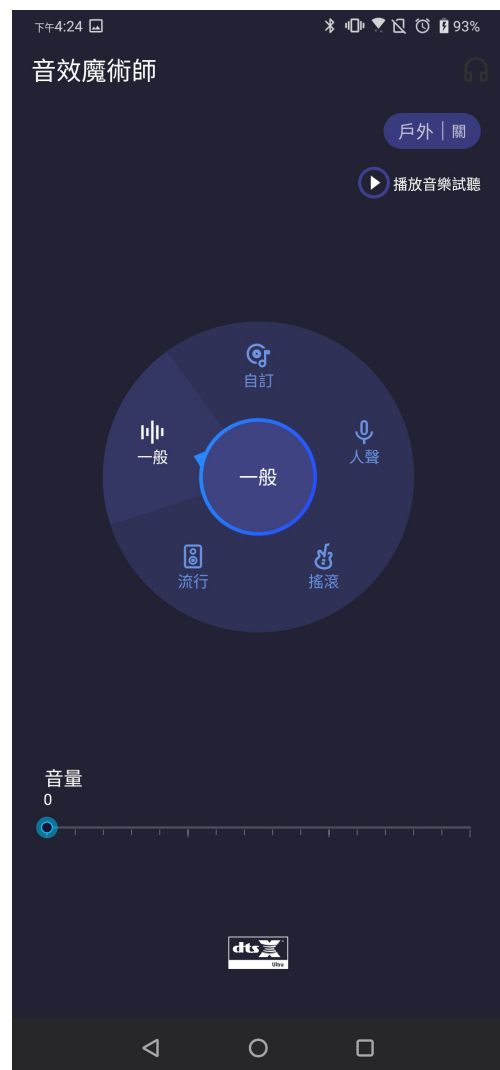 下午4:24
93%
音效魔術師
戶外 | 關
播放音樂試聽
自訂
一般
人聲
一般
流行
搖滾
音量
0
dts X
Ultra